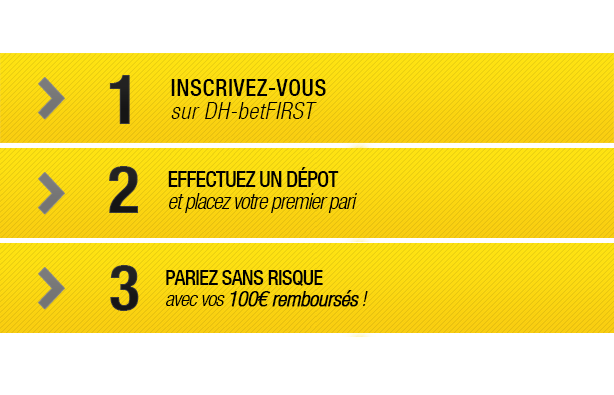 1
INSCRIVEZ-VOUS
sur DH-betFIRST
2
EFFECTUEZ UN DÉPOT
et placez votre premier pari
3
PARIEZ SANS RISQUE
avec vos 100€ remboursés !